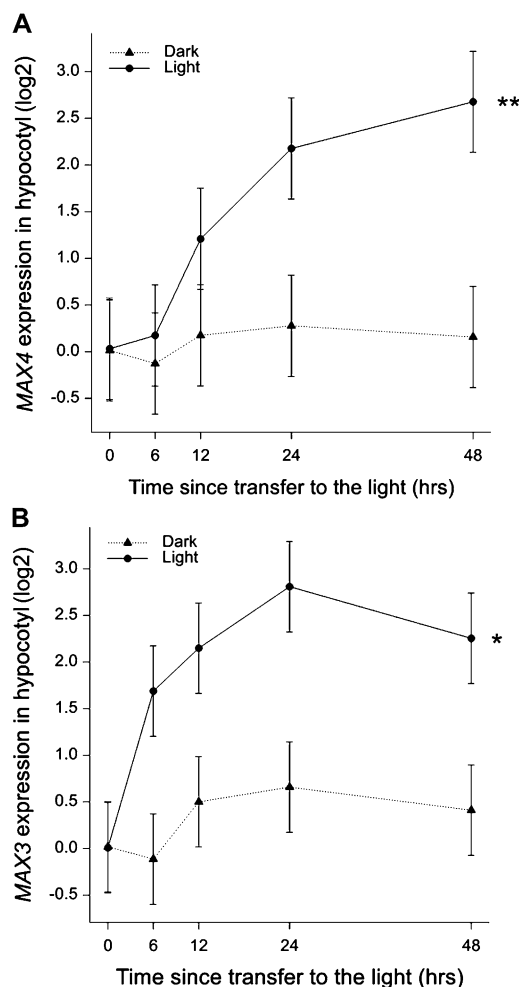 A
Dark
Light
MAX4 expression in hypocotyl (log2)
3.0
2.5
2.0
1.5
1.0
0.5
0.0
-0.5
**
0 6 12 24 48
Time since transfer to the light (hrs)
B
Dark
Light
MAX3 expression in hypocotyl (log2)
3.0
2.5
2.0
1.5
1.0
0.5
0.0
-0.5
*
0 6 12 24 48
Time since transfer to the light (hrs)